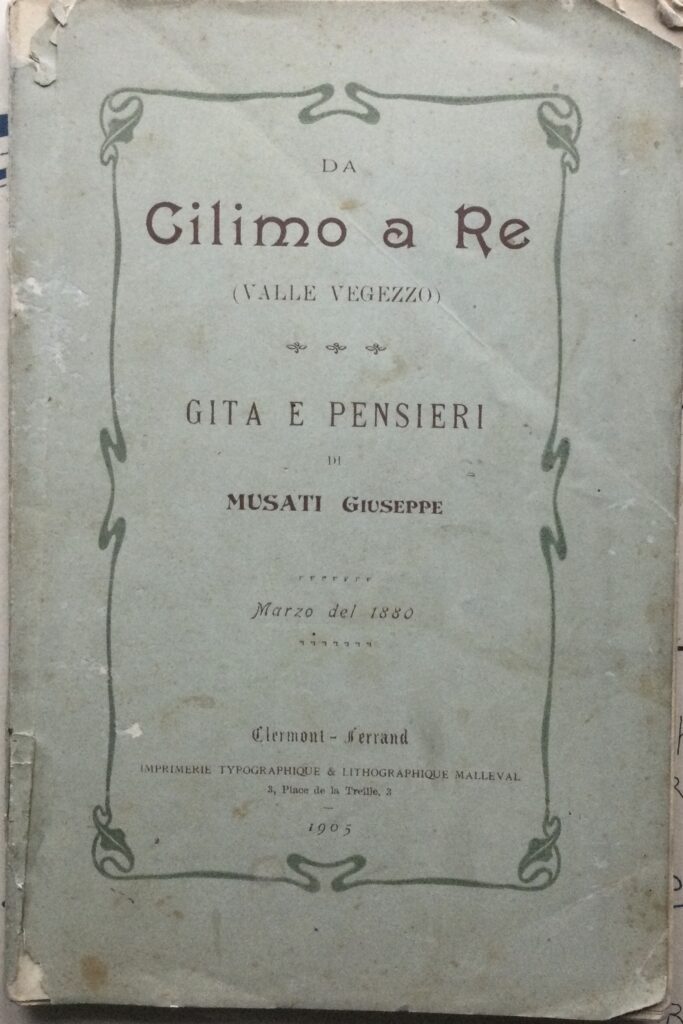 DA
Cilimo a Re
(VALLE VEGEZZO)
GITA E PENSIERI
DI
MUSATI GIUSEPPE
Marzo del 1880
Clermont-Ferrand
IMPRIMERIE TYPOGRAPHIQUE & LITHOGRAPHIQUE MALLEVAL
3, Place de la Treille, 3
1905